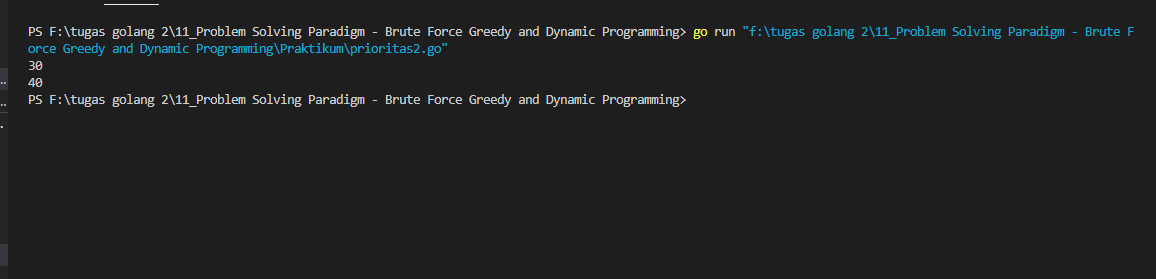 PS F:\tugas golang 2\11_Problem Solving Paradigm - Brute Force Greedy and Dynamic Programming> go run "f:\tugas golang 2\11_Problem Solving Paradigm - Brute F
orce Greedy and Dynamic Programming\Praktikum\prioritas2.go"
30
40
PS F:\tugas golang 2\11_Problem Solving Paradigm - Brute Force Greedy and Dynamic Programming>